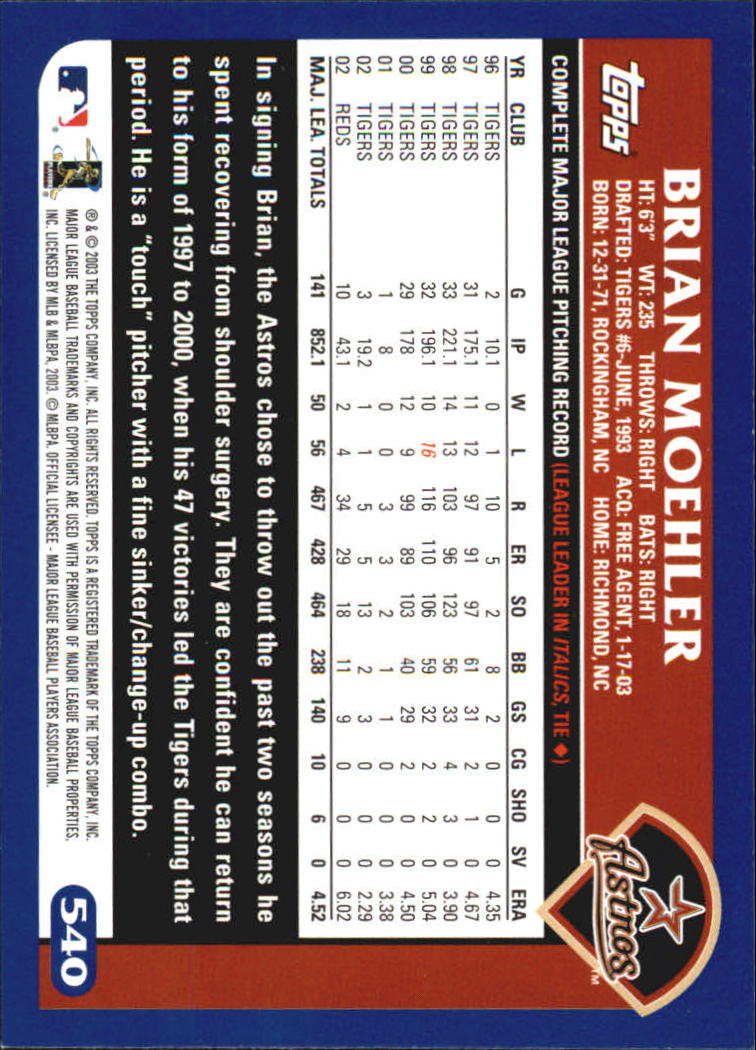 topps
BRIAN MOEHLER
HT: 6'3" WT: 235 THROWS: RIGHT BATS: RIGHT
DRAFTED: TIGERS #6-JUNE, 1993 ACQ: FREE AGENT, 1-17-03
BORN: 12-31-71, ROCKINGHAM, NC HOME: RICHMOND, NC
Astros
TM
COMPLETE MAJOR LEAGUE PITCHING RECORD (LEAGUE LEADER IN ITALICS, TIE ♦)
YR CLUB G IP W L R ER SO BB GS CG SHO SV ERA
96 TIGERS 2 10.1 0 1 10 5 2 8 2 0 0 0 4.35
97 TIGERS 31 175.1 11 12 97 91 97 61 31 2 1 0 4.67
98 TIGERS 33 221.1 14 13 103 96 123 56 33 4 3 0 3.90
99 TIGERS 32 196.1 10 16 116 110 106 59 32 2 2 0 5.04
00 TIGERS 29 178 12 9 99 89 103 40 29 2 0 0 4.50
01 TIGERS 1 8 0 0 3 3 2 1 1 0 0 0 3.38
02 TIGERS 3 19.2 1 1 5 5 13 2 3 0 0 0 2.29
02 REDS 10 43.1 2 4 34 29 18 11 9 0 0 0 6.02
MAJ. LEA. TOTALS 141 852.1 50 56 467 428 464 238 140 10 6 0 4.52
In signing Brian, the Astros chose to throw out the past two seasons he
spent recovering from shoulder surgery. They are confident he can return
to his form of 1997 to 2000, when his 47 victories led the Tigers during that
period. He is a "touch" pitcher with a fine sinker/change-up combo.
PLAYERS
® & © 2003 THE TOPPS COMPANY, INC. ALL RIGHTS RESERVED. TOPPS IS A REGISTERED TRADEMARK OF THE TOPPS COMPANY, INC.
MAJOR LEAGUE BASEBALL TRADEMARKS AND COPYRIGHTS ARE USED WITH PERMISSION OF MAJOR LEAGUE BASEBALL PROPERTIES,
INC. LICENSED BY MLB & MLBPA, 2003. © MLBPA. OFFICIAL LICENSEE - MAJOR LEAGUE BASEBALL PLAYERS ASSOCIATION.
540